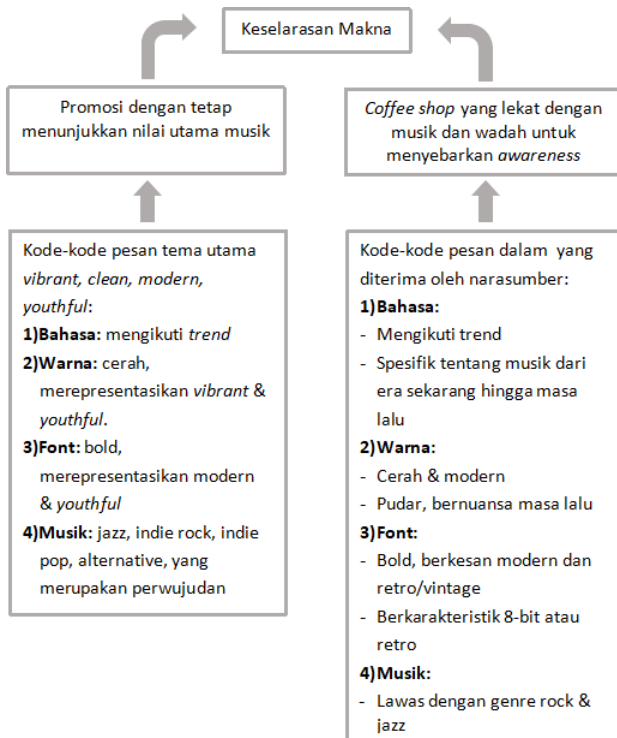 Keselarasan Makna
Promosi dengan tetap
menunjukkan nilai utama musik
Coffee shop yang lekat dengan
musik dan wadah untuk
menyebarkan awareness
Kode-kode pesan tema utama
vibrant, clean, modern,
youthful:
1)Bahasa: mengikuti trend
2)Warna: cerah,
merepresentasikan vibrant &
youthful.
3)Font: bold,
merepresentasikan modern
& youthful
4)Musik: jazz, indie rock, indie
pop, alternative, yang
merupakan perwujudan
Kode-kode pesan dalam yang
diterima oleh narasumber:
1)Bahasa:
- Mengikuti trend
- Spesifik tentang musik dari
era sekarang hingga masa
lalu
2)Warna:
- Cerah & modern
- Pudar, bernuansa masa lalu
3)Font:
- Bold, berkesan modern dan
retro/vintage
- Berkarakteristik 8-bit atau
retro
4)Musik:
- Lawas dengan genre rock &
jazz